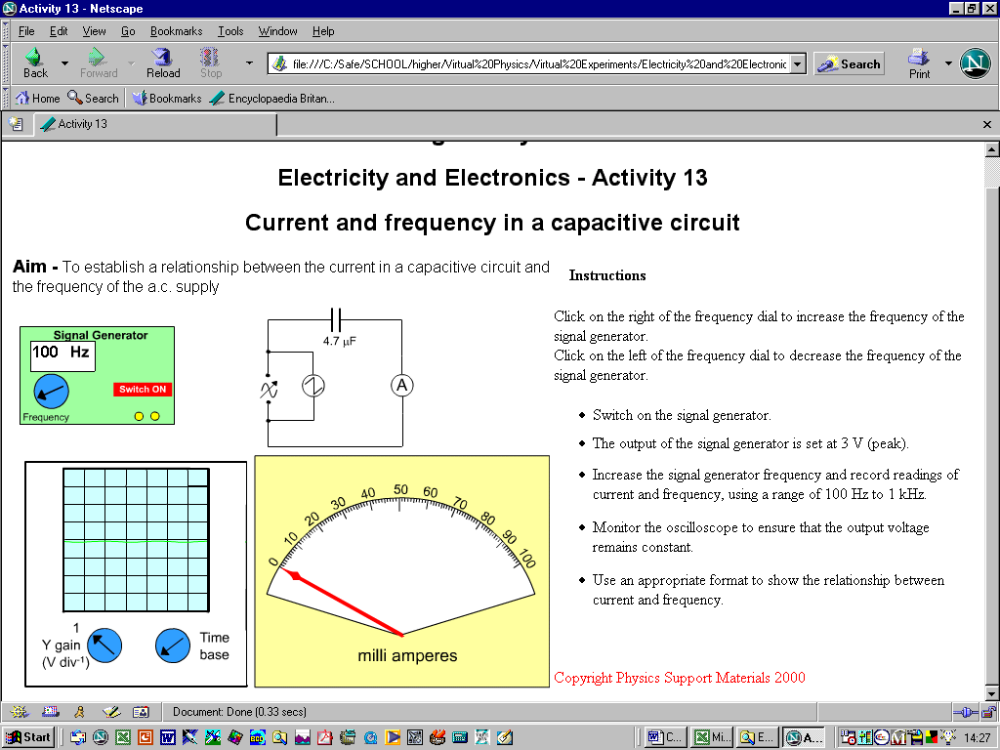 Activity 13 - Netscape
File Edit View Go Bookmarks Tools Window Help
Back Forward Reload Stop
file:///C:/Safe/SCHOOL/higher/Virtual%20Physics/Virtual%20Experiments/Electricity%20and%20Electronic
Search Print
Home Search Bookmarks Encyclopaedia Britan...
Activity 13
Electricity and Electronics - Activity 13
Current and frequency in a capacitive circuit
Aim - To establish a relationship between the current in a capacitive circuit and
the frequency of the a.c. supply
Signal Generator
100 Hz
Switch ON
Frequency
4.7 µF
A
1
Y gain
(V div⁻¹)
Time
base
0 10 20 30 40 50 60 70 80 90 100
milli amperes
Instructions
Click on the right of the frequency dial to increase the frequency of the
signal generator.
Click on the left of the frequency dial to decrease the frequency of the
signal generator.
Switch on the signal generator.
The output of the signal generator is set at 3 V (peak).
Increase the signal generator frequency and record readings of
current and frequency, using a range of 100 Hz to 1 kHz.
Monitor the oscilloscope to ensure that the output voltage
remains constant.
Use an appropriate format to show the relationship between
current and frequency.
Copyright Physics Support Materials 2000
Document: Done (0.33 secs)
Start C... Mi... E... A... 14:27